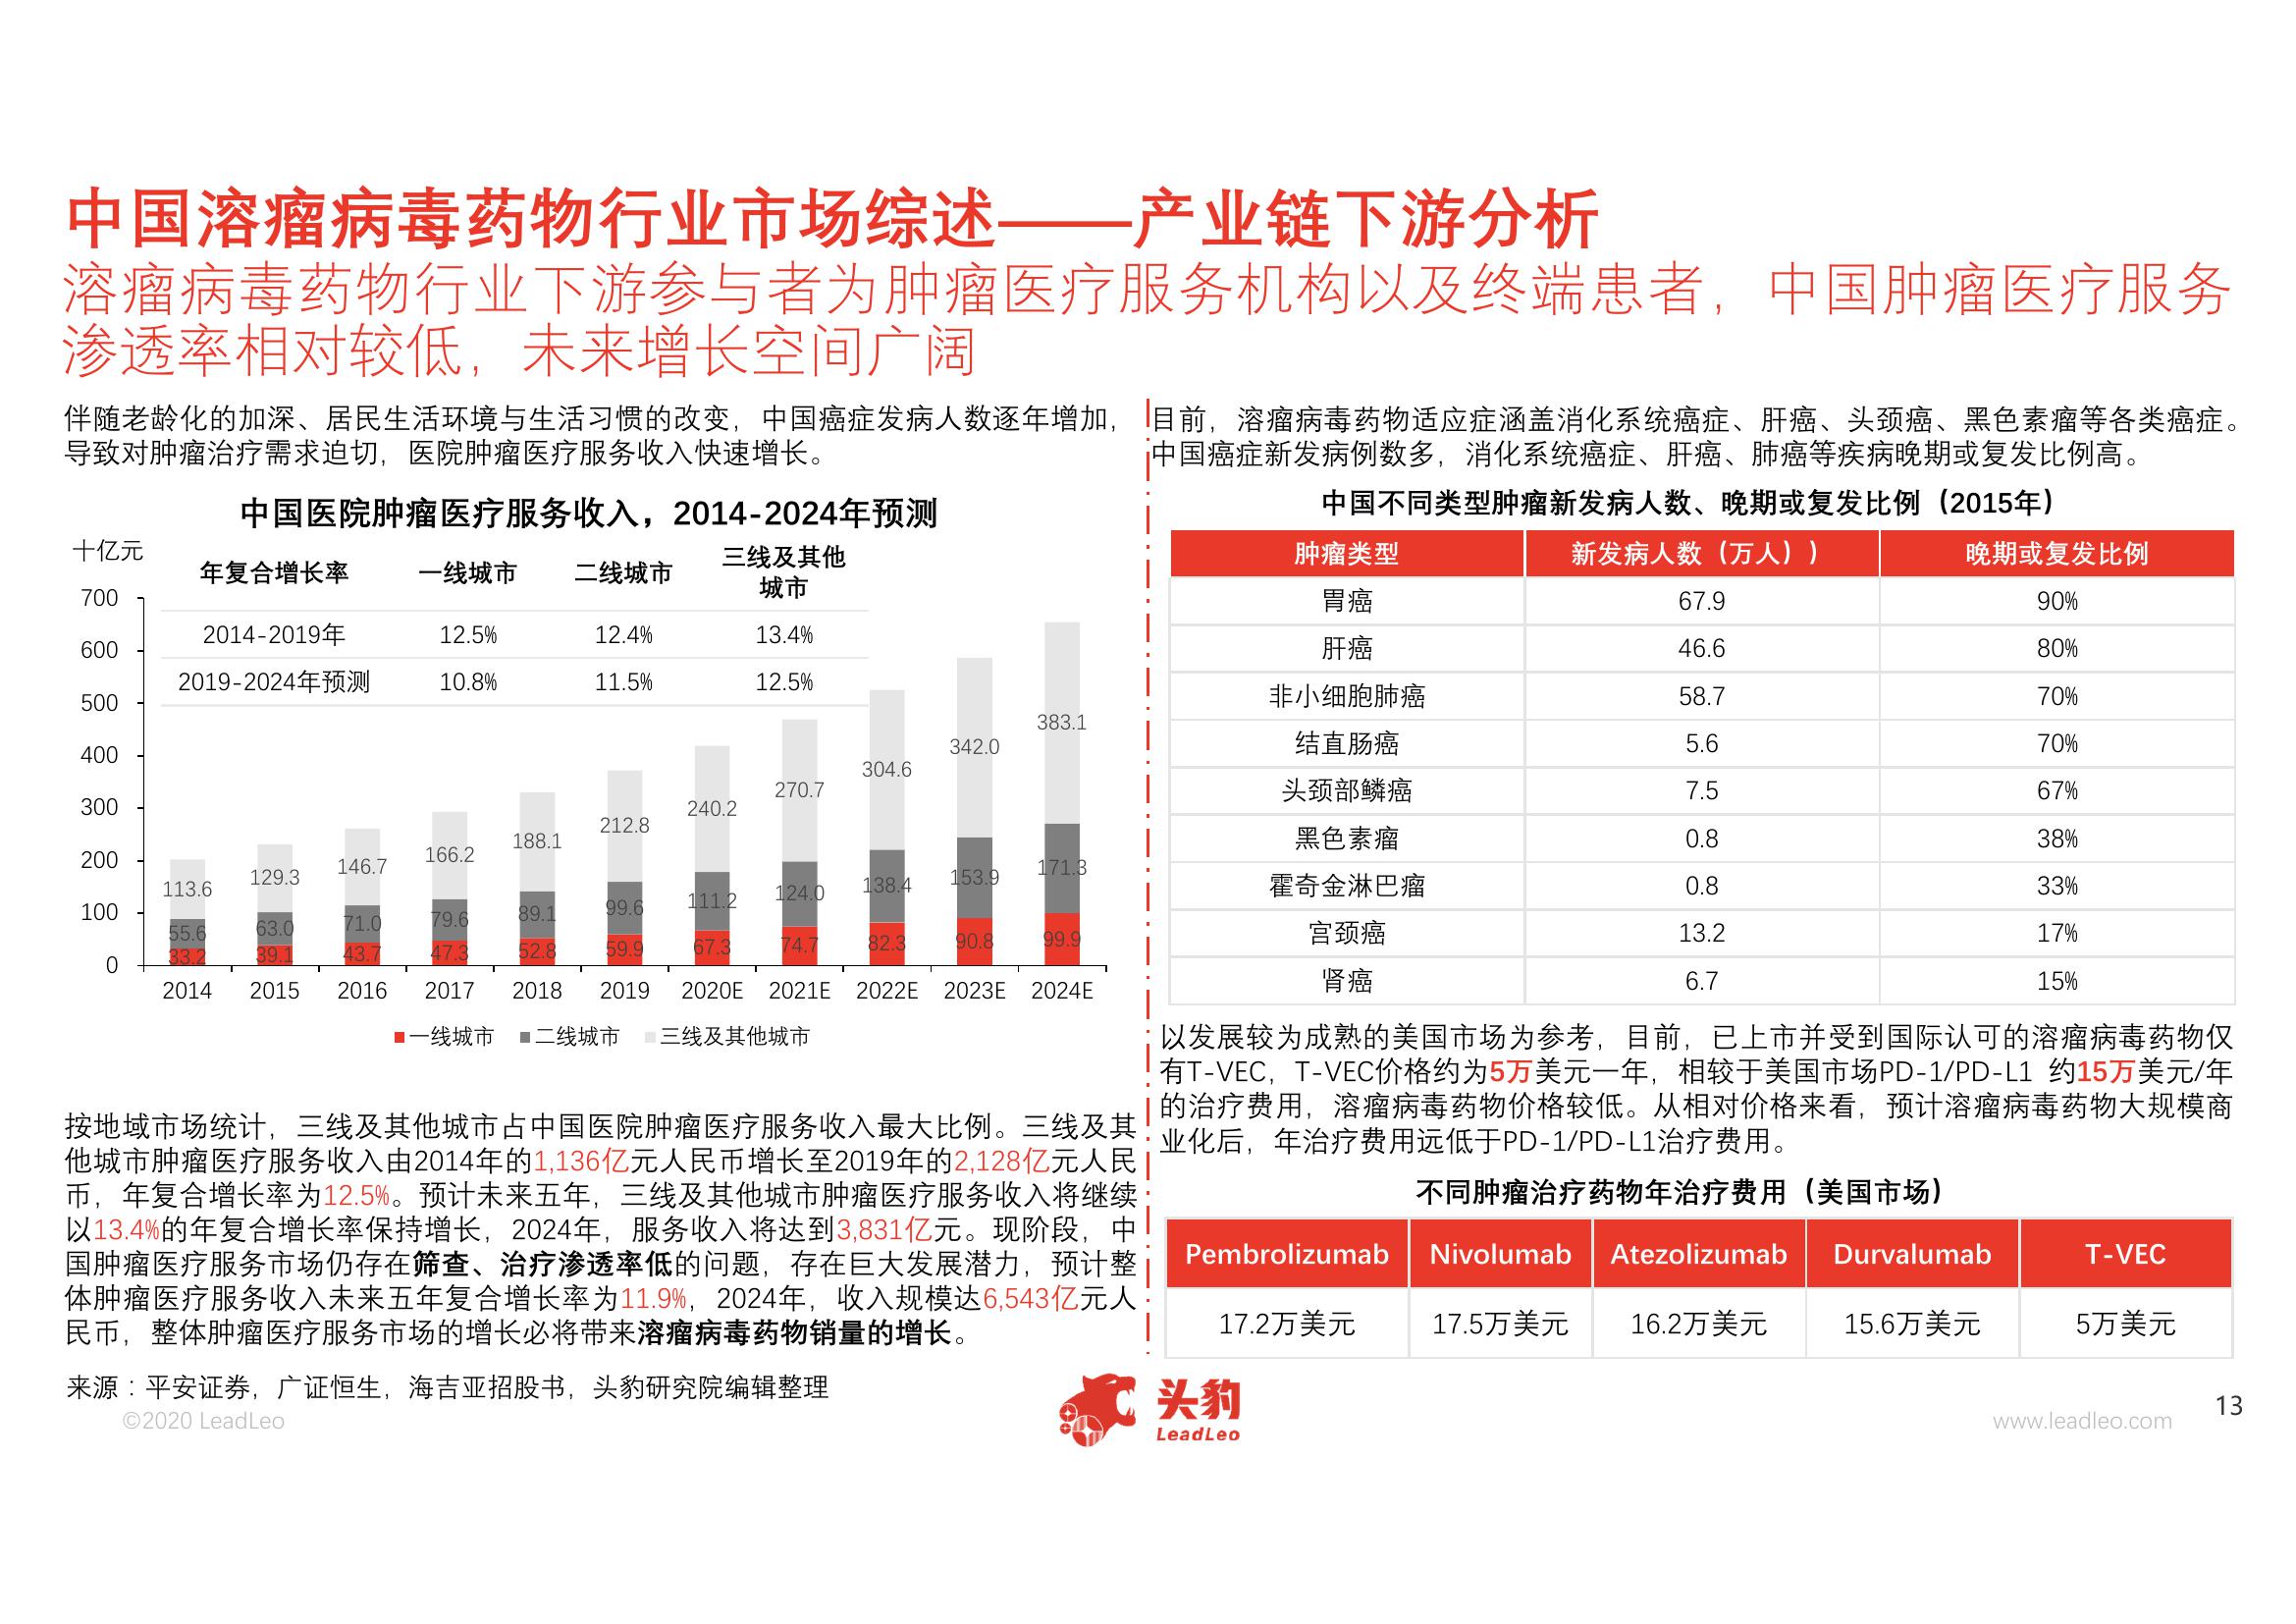 中国溶瘤病毒药物行业市场综述——产业链下游分析
溶瘤病毒药物行业下游参与者为肿瘤医疗服务机构以及终端患者，中国肿瘤医疗服务
渗透率相对较低，未来增长空间广阔
伴随老龄化的加深、居民生活环境与生活习惯的改变，中国癌症发病人数逐年增加，
导致对肿瘤治疗需求迫切，医院肿瘤医疗服务收入快速增长。
中国医院肿瘤医疗服务收入，2014-2024年预测
十亿元
年复合增长率 一线城市 二线城市 三线及其他
城市
2014-2019年 12.5% 12.4% 13.4%
2019-2024年预测 10.8% 11.5% 12.5%
700
600
500
400
300
200
100
0
113.6 129.3 146.7 166.2 188.1 212.8 240.2 270.7 304.6 342.0 383.1
55.6 63.0 71.0 79.6 89.1 99.6 111.2 124.0 138.4 153.9 171.3
33.2 39.1 43.7 47.3 52.8 59.9 67.3 74.7 82.3 90.8 99.9
2014 2015 2016 2017 2018 2019 2020E 2021E 2022E 2023E 2024E
一线城市 二线城市 三线及其他城市
按地域市场统计，三线及其他城市占中国医院肿瘤医疗服务收入最大比例。三线及其
他城市肿瘤医疗服务收入由2014年的1,136亿元人民币增长至2019年的2,128亿元人民
币，年复合增长率为12.5%。预计未来五年，三线及其他城市肿瘤医疗服务收入将继续
以13.4%的年复合增长率保持增长，2024年，服务收入将达到3,831亿元。现阶段，中
国肿瘤医疗服务市场仍存在筛查、治疗渗透率低的问题，存在巨大发展潜力，预计整
体肿瘤医疗服务收入未来五年复合增长率为11.9%，2024年，收入规模达6,543亿元人
民币，整体肿瘤医疗服务市场的增长必将带来溶瘤病毒药物销量的增长。
目前，溶瘤病毒药物适应症涵盖消化系统癌症、肝癌、头颈癌、黑色素瘤等各类癌症。
中国癌症新发病例数多，消化系统癌症、肝癌、肺癌等疾病晚期或复发比例高。
中国不同类型肿瘤新发病人数、晚期或复发比例（2015年）
肿瘤类型 新发病人数（万人）） 晚期或复发比例
胃癌 67.9 90%
肝癌 46.6 80%
非小细胞肺癌 58.7 70%
结直肠癌 5.6 70%
头颈部鳞癌 7.5 67%
黑色素瘤 0.8 38%
霍奇金淋巴瘤 0.8 33%
宫颈癌 13.2 17%
肾癌 6.7 15%
以发展较为成熟的美国市场为参考，目前，已上市并受到国际认可的溶瘤病毒药物仅
有T-VEC，T-VEC价格约为5万美元一年，相较于美国市场PD-1/PD-L1 约15万美元/年
的治疗费用，溶瘤病毒药物价格较低。从相对价格来看，预计溶瘤病毒药物大规模商
业化后，年治疗费用远低于PD-1/PD-L1治疗费用。
不同肿瘤治疗药物年治疗费用（美国市场）
Pembrolizumab Nivolumab Atezolizumab Durvalumab T-VEC
17.2万美元 17.5万美元 16.2万美元 15.6万美元 5万美元
来源：平安证券，广证恒生，海吉亚招股书，头豹研究院编辑整理
©2020 LeadLeo
头豹
LeadLeo
www.leadleo.com
13